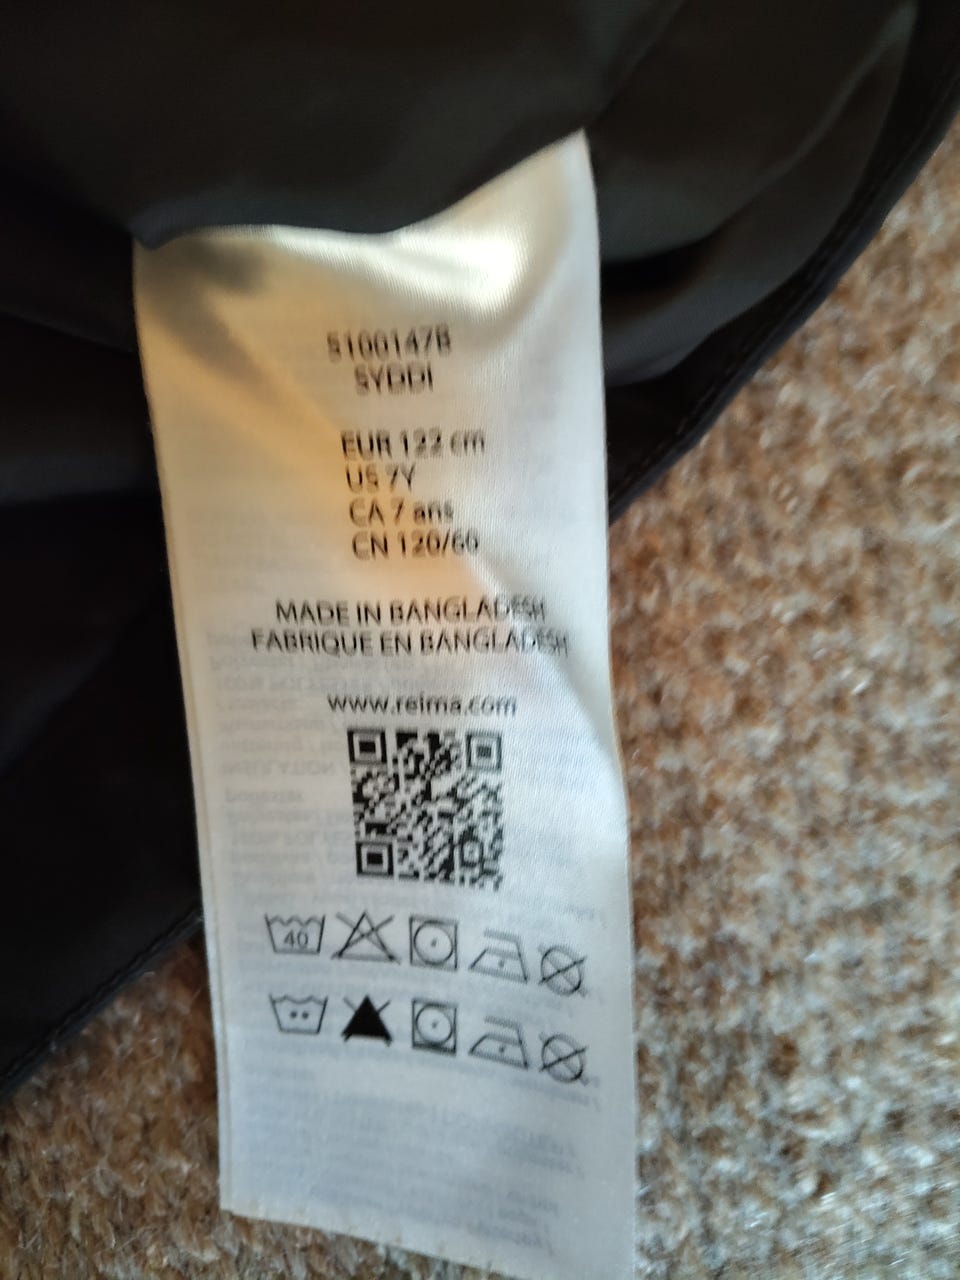 5100147B
SYDDI
EUR 122 cm
US 7Y
CA 7 ans
CN 120/60
MADE IN BANGLADESH
FABRIQUE EN BANGLADESH
www.reima.com
40